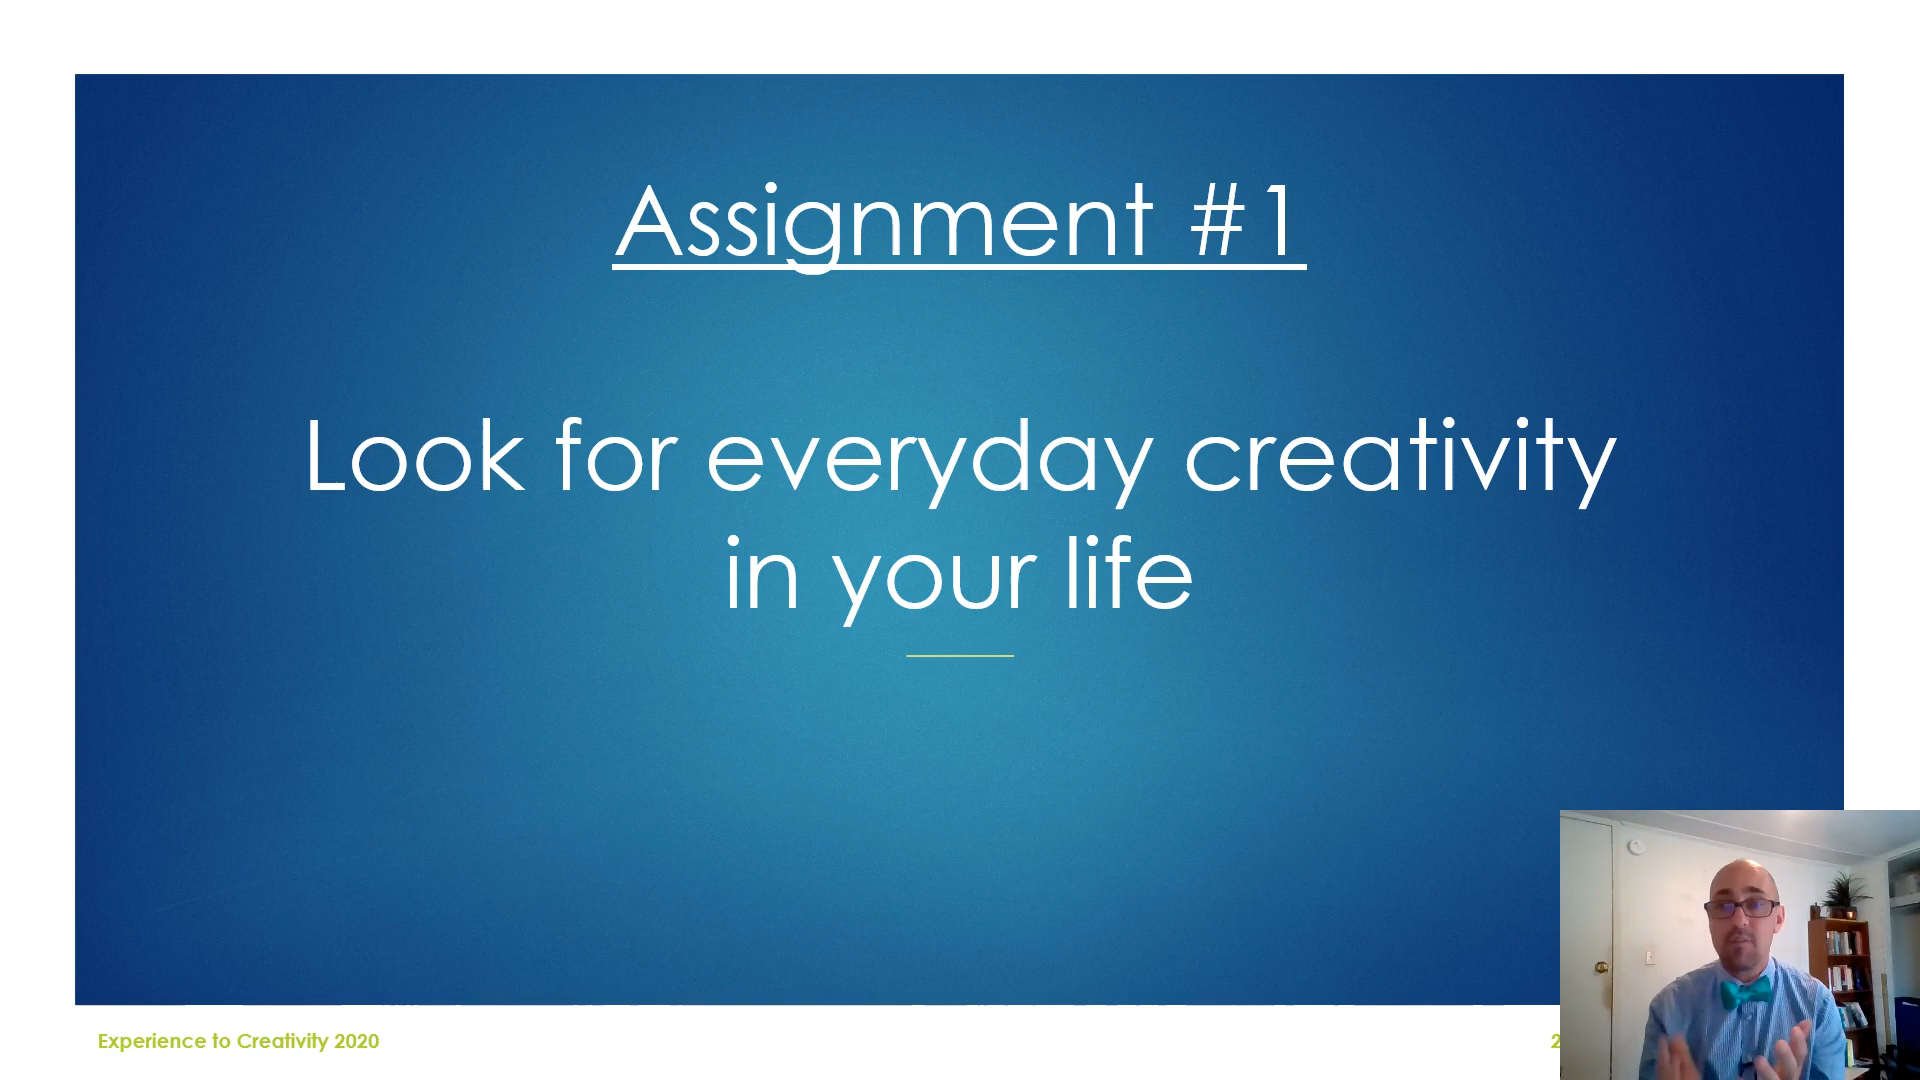 Assignment #1
Look for everyday creativity
in your life
Experience to Creativity 2020